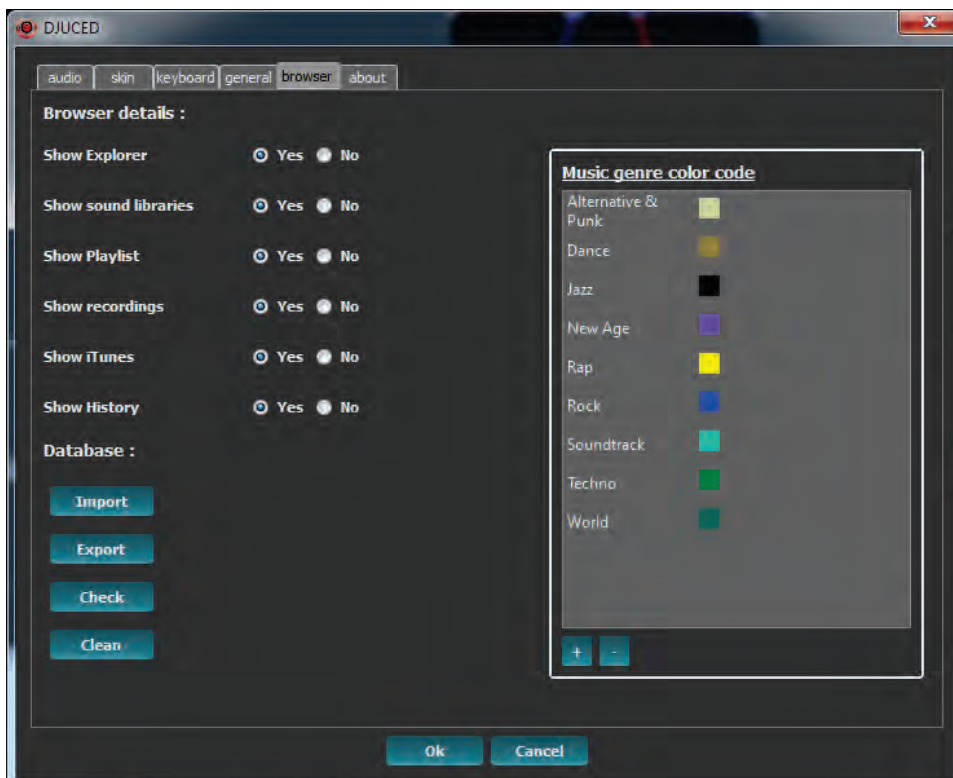 DJUCED
x
audio skin keyboard general browser about
Browser details :
Show Explorer Yes No
Show sound libraries Yes No
Show Playlist Yes No
Show recordings Yes No
Show iTunes Yes No
Show History Yes No
Database :
Import
Export
Check
Clean
Music genre color code
Alternative &
Punk
Dance
Jazz
New Age
Rap
Rock
Soundtrack
Techno
World
+ -
Ok Cancel